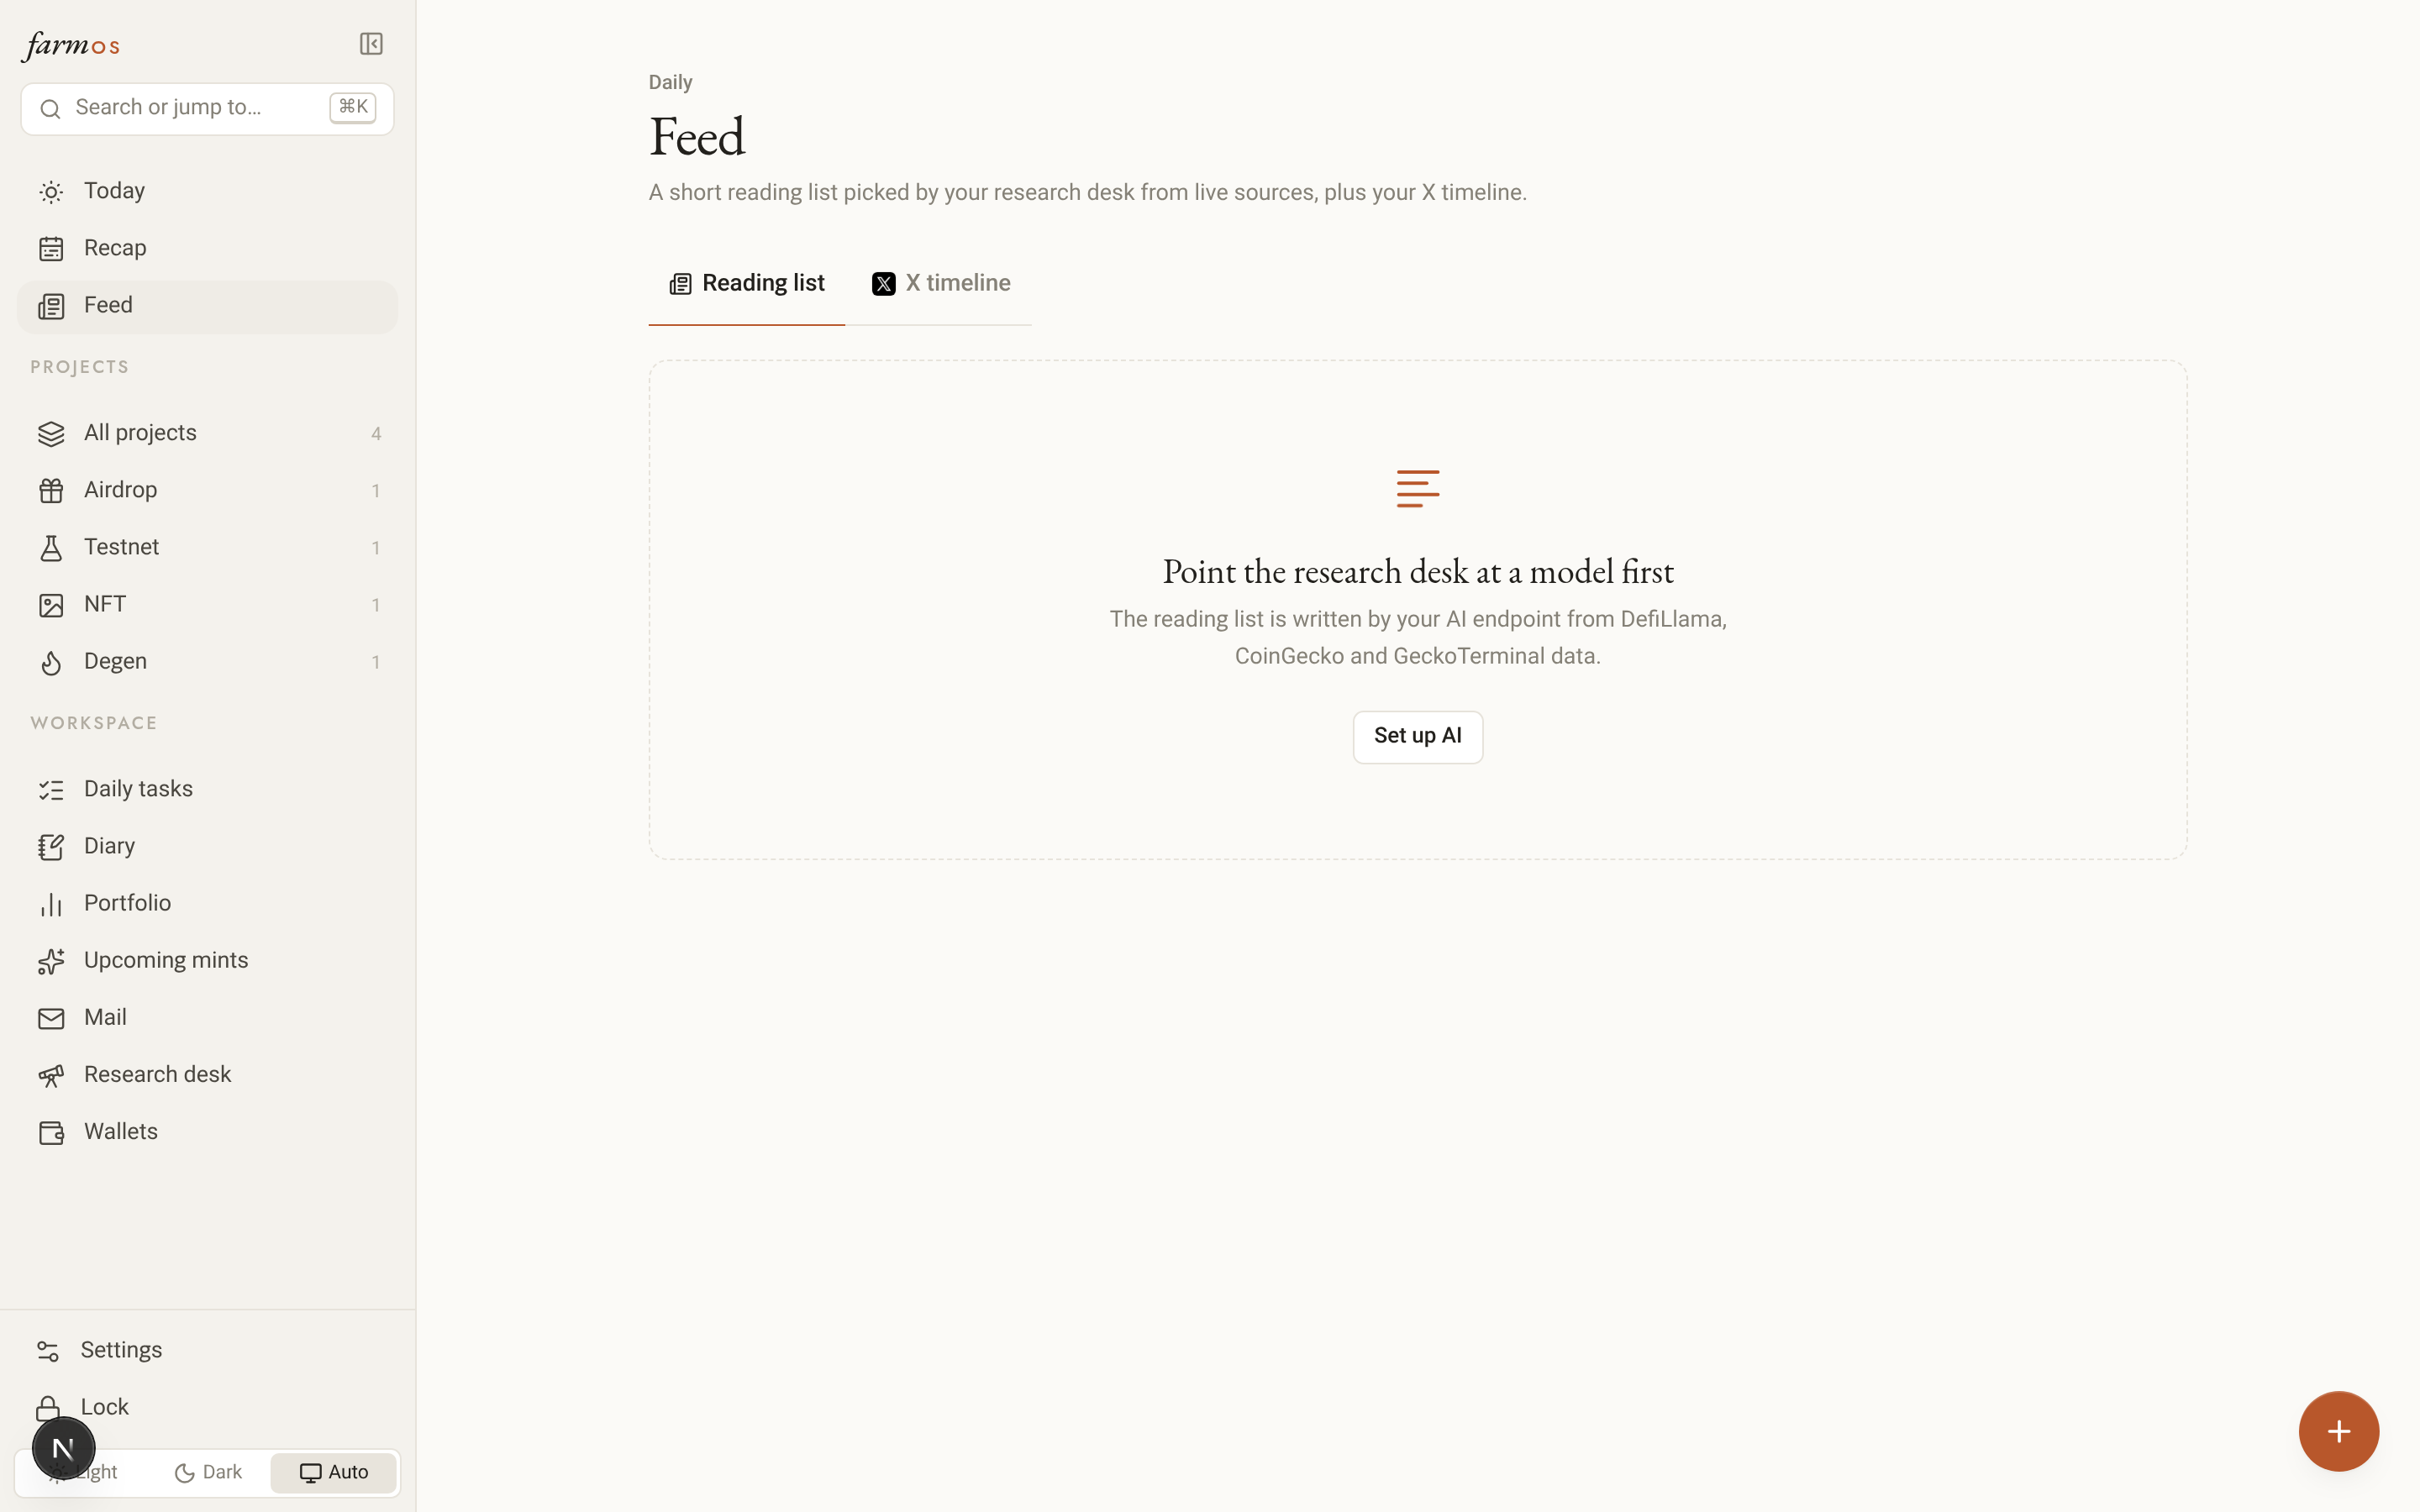 farmos
Search or jump to... ⌘K
Today
Recap
Feed
PROJECTS
All projects 4
Airdrop 1
Testnet 1
NFT 1
Degen 1
WORKSPACE
Daily tasks
Diary
Portfolio
Upcoming mints
Mail
Research desk
Wallets
Settings
Lock
N
Light Dark Auto
Daily
Feed
A short reading list picked by your research desk from live sources, plus your X timeline.
Reading list X timeline
Point the research desk at a model first
The reading list is written by your AI endpoint from DefiLlama,
CoinGecko and GeckoTerminal data.
Set up AI